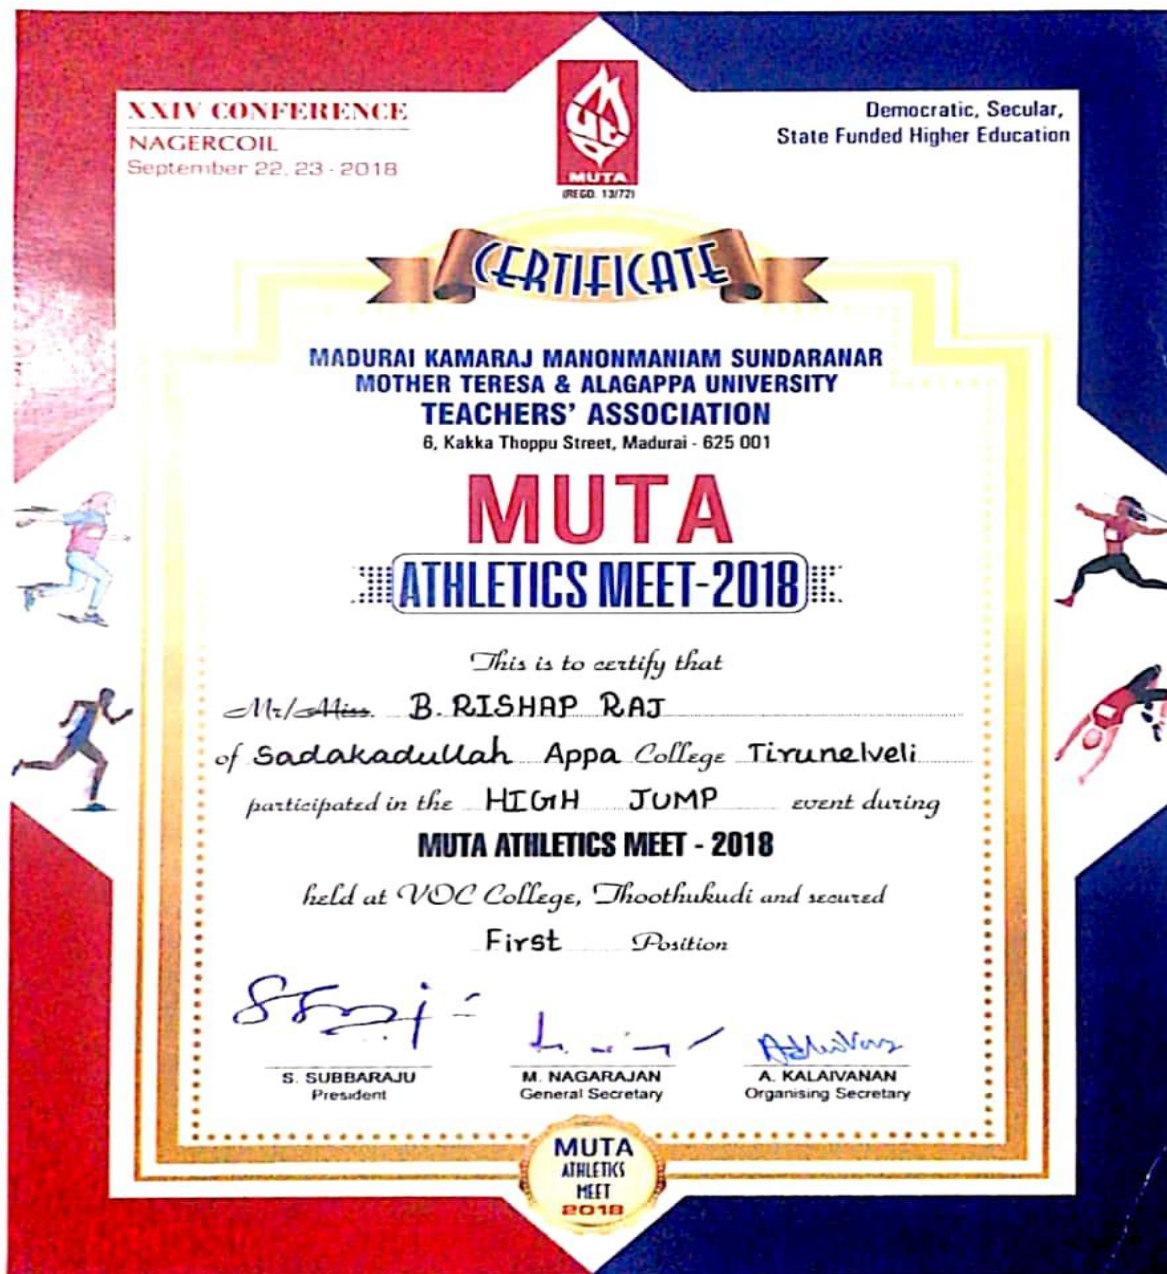 XXIV CONFERENCE
NAGERCOIL
September 22, 23 - 2018
Democratic, Secular,
State Funded Higher Education
MUTA
(REGD. 13/72)
CERTIFICATE
MADURAI KAMARAJ MANONMANIAM SUNDARANAR
MOTHER TERESA & ALAGAPPA UNIVERSITY
TEACHERS' ASSOCIATION
6, Kakka Thoppu Street, Madurai - 625 001
MUTA
ATHLETICS MEET-2018
This is to certify that
Mr/Miss. B. RISHAP RAJ
of Sadakadullah Appa College Tirunelveli
participated in the HIGH JUMP event during
MUTA ATHLETICS MEET - 2018
held at VOC College, Thoothukudi and secured
First Position
S. SUBBARAJU
President
M. NAGARAJAN
General Secretary
A. KALAIVANAN
Organising Secretary
MUTA
ATHLETICS
MEET
2018